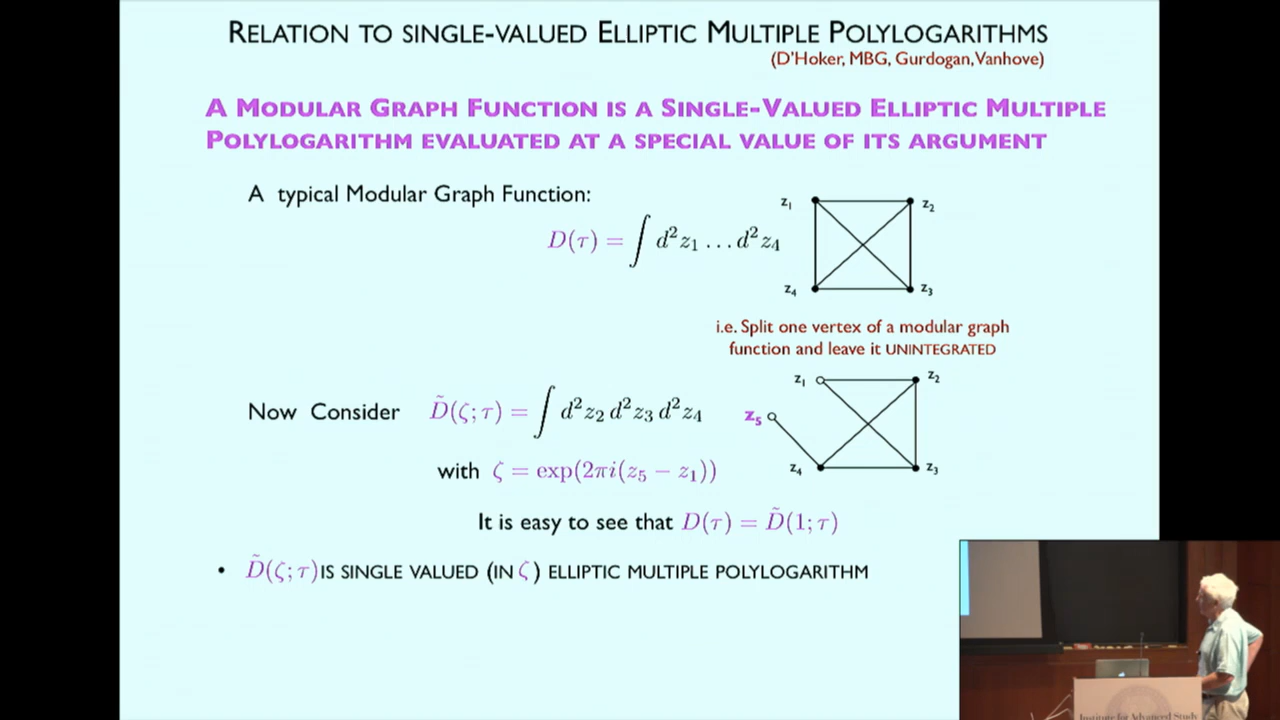 RELATION TO SINGLE-VALUED ELLIPTIC MULTIPLE POLYLOGARITHMS
(D'Hoker, MBG, Gurdogan, Vanhove)
A MODULAR GRAPH FUNCTION IS A SINGLE-VALUED ELLIPTIC MULTIPLE
POLYLOGARITHM EVALUATED AT A SPECIAL VALUE OF ITS ARGUMENT
A typical Modular Graph Function:
D(τ) = ∫ d²z₁ … d²z₄
z₁ z₂
z₄ z₃
i.e. Split one vertex of a modular graph
function and leave it UNINTEGRATED
z₁ z₂
Now Consider D̃(ζ;τ) = ∫ d²z₂ d²z₃ d²z₄ z₅
z₄ z₃
with ζ = exp(2πi(z₅ − z₁))
It is easy to see that D(τ) = D̃(1;τ)
• D̃(ζ;τ) IS SINGLE VALUED (IN ζ) ELLIPTIC MULTIPLE POLYLOGARITHM
Institute for Advanced Study